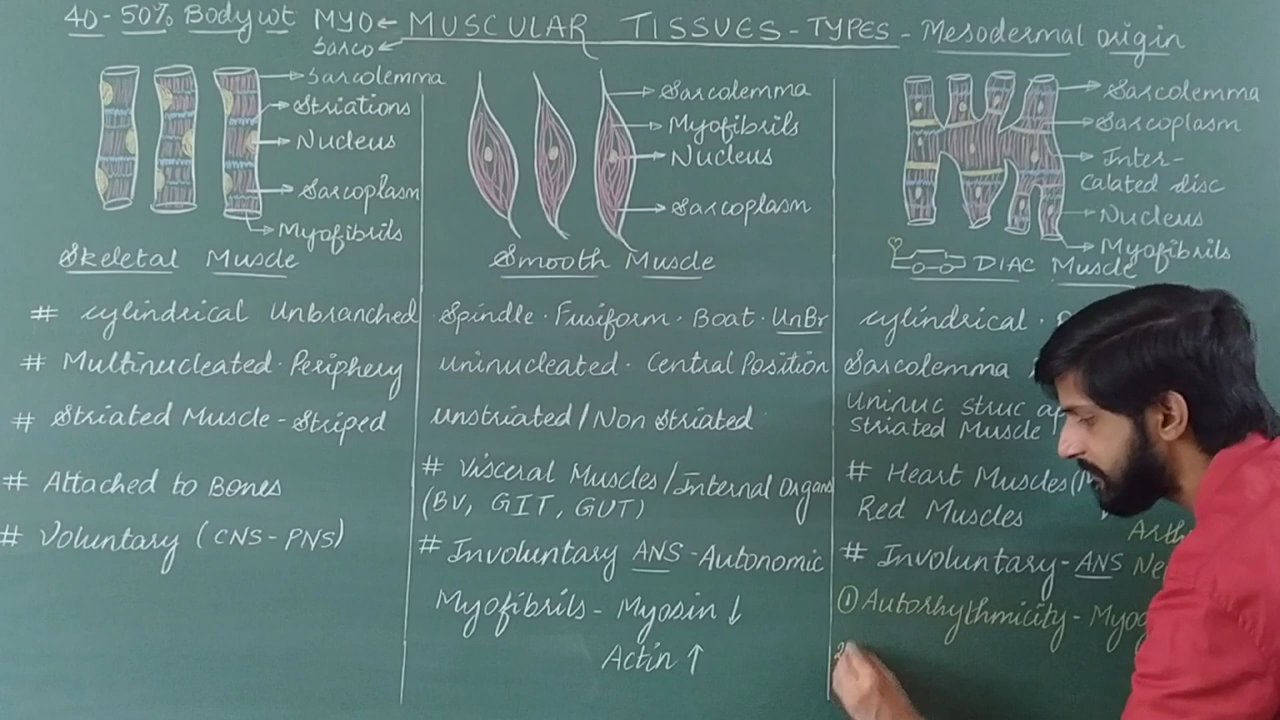 40-50% Body wt MYO ← MUSCULAR TISSUES - TYPES - Mesodermal origin
Sarco ←
Sarcolemma
Striations
Nucleus
Sarcoplasm
Myofibrils
Skeletal Muscle
# cylindrical Unbranched
# Multinucleated · Periphery
# Striated Muscle - Striped
# Attached to Bones
# Voluntary (CNS - PNS)
Sarcolemma
Myofibrils
Nucleus
Sarcoplasm
Smooth Muscle
Spindle · Fusiform · Boat · UnBr
uninucleated · Central Position
unstriated / Non Striated
# Visceral Muscles / Internal Organs
(BV, GIT, GUT)
# Involuntary ANS - Autonomic
Myofibrils - Myosin ↓
Actin ↑
Sarcolemma
Sarcoplasm
Inter-
Calated disc
Nucleus
Myofibrils
DIAC Muscle
cylindrical ·
Sarcolemma
Uninuc Struc
Striated Muscle
# Heart Muscles
Red Muscles
# Involuntary - ANS
① Autorhythmicity -